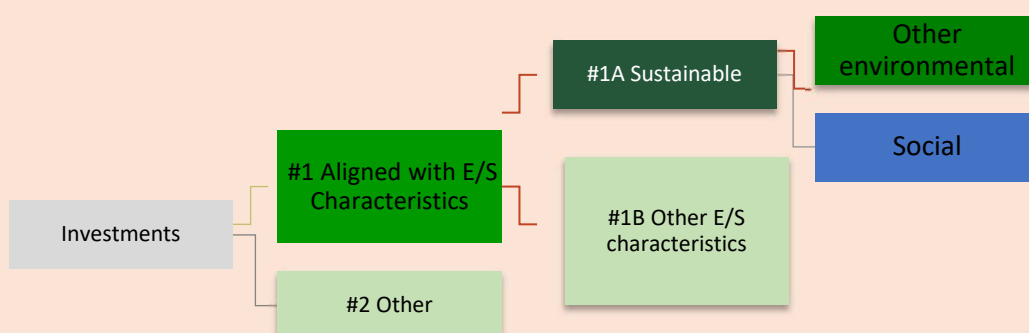 Investments
#1 Aligned with E/S
Characteristics
#2 Other
#1A Sustainable
#1B Other E/S
characteristics
Other
environmental
Social